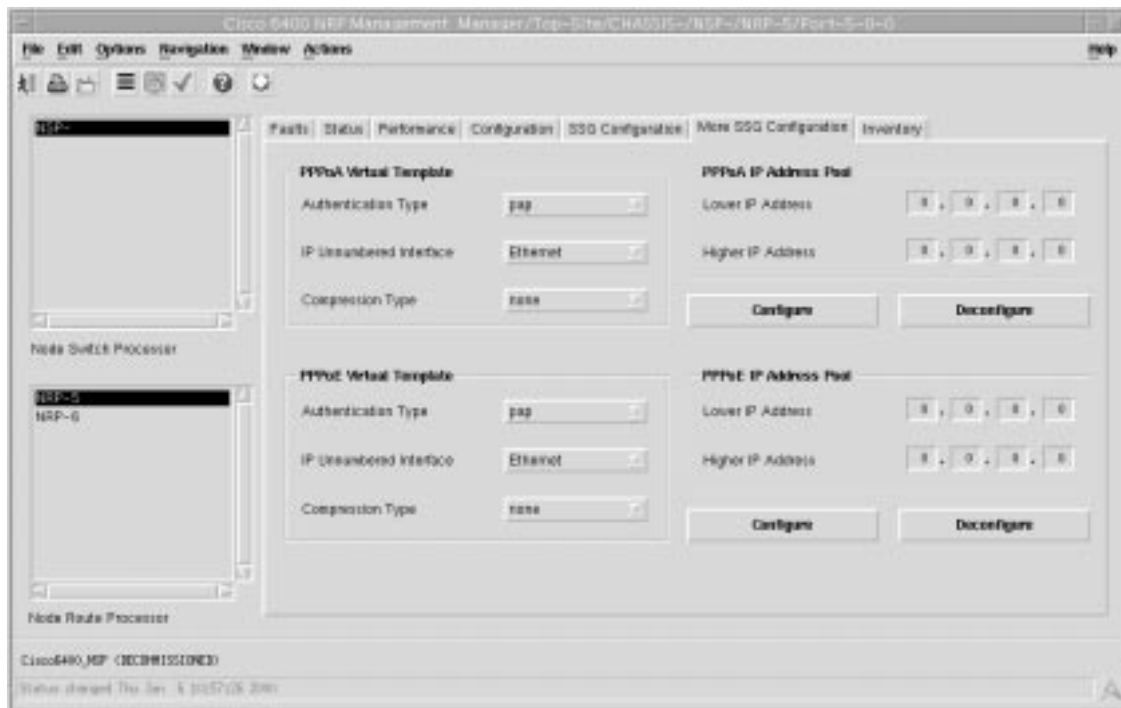 Cisco 6400 NRP Management: Manager/Top-Site/CHASSIS-/NSP-/NRP-5/Port-5-0-0
File Edit Options Navigation Window Actions Help
NSP-
Node Switch Processor
NRP-5
NRP-6
Node Route Processor
Faults Status Performance Configuration SSG Configuration More SSG Configuration Inventory
PPPoA Virtual Template
Authentication Type pap
IP Unnumbered Interface Ethernet
Compression Type none
PPPoA IP Address Pool
Lower IP Address 0 . 0 . 0 . 0
Higher IP Address 0 . 0 . 0 . 0
Configure Deconfigure
PPPoE Virtual Template
Authentication Type pap
IP Unnumbered Interface Ethernet
Compression Type none
PPPoE IP Address Pool
Lower IP Address 0 . 0 . 0 . 0
Higher IP Address 0 . 0 . 0 . 0
Configure Deconfigure
Cisco6400_NSP (DECOMMISSIONED)
Status changed Thu Jan 6